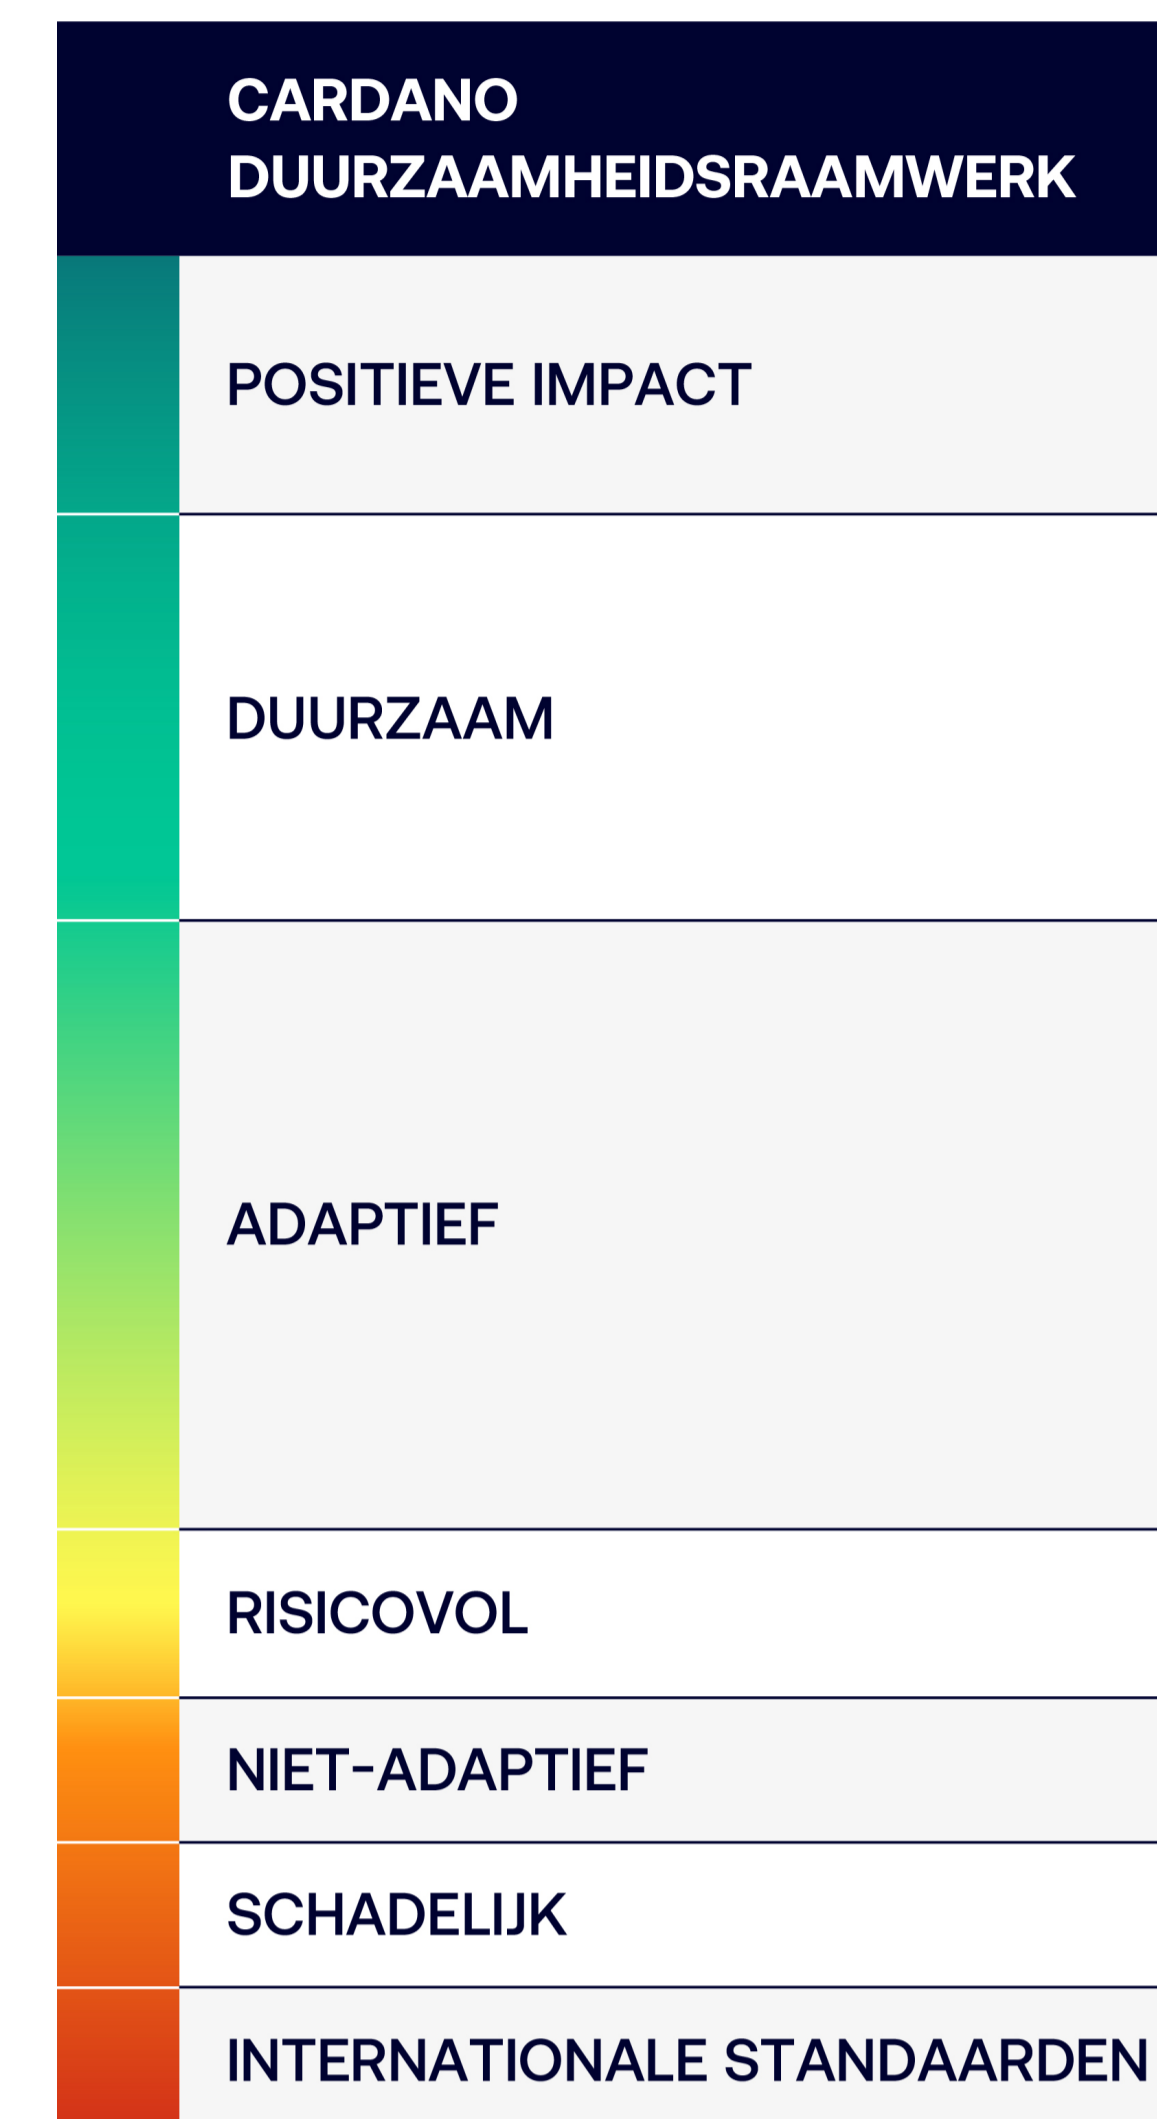 CARDANO
DUURZAAMHEIDSRAAMWERK
POSITIEVE IMPACT
DUURZAAM
ADAPTIEF
RISICOVOL
NIET-ADAPTIEF
SCHADELIJK
INTERNATIONALE STANDAARDEN